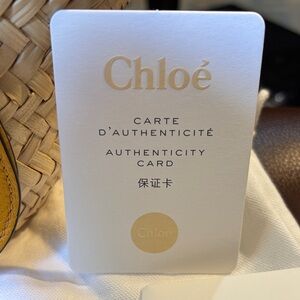 Chloé
CARTE
D'AUTHENTICITÉ
AUTHENTICITY
CARD
保证卡
Chloé